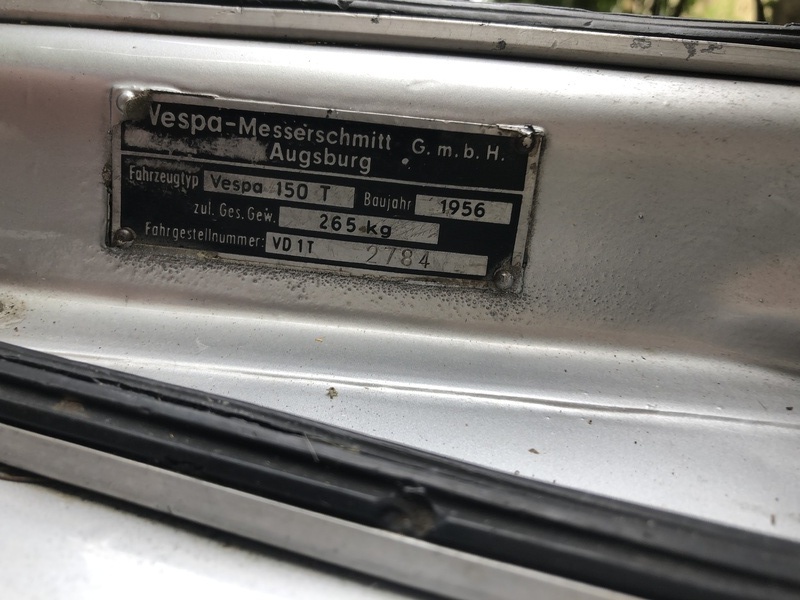 Vespa-Messerschmitt G.m.b.H.
Augsburg
Fahrzeugtyp Vespa 150 T Baujahr 1956
zul. Ges. Gew. 265 kg
Fahrgestellnummer: VD 1T 2784